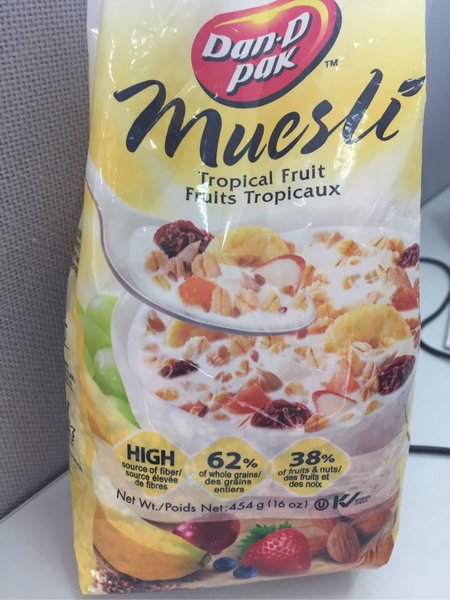 Dan·D
pak
TM
Muesli
Tropical Fruit
Fruits Tropicaux
HIGH
source of fiber/
source élevée
de fibres
62%
of whole grains/
des grains
entiers
38%
of fruits & nuts/
des fruits et
des noix
Net Wt./Poids Net: 454 g (16 oz)